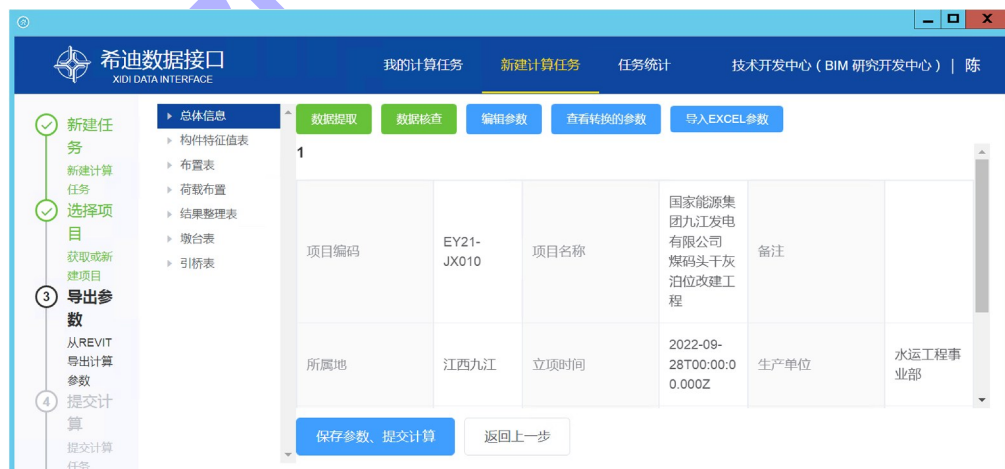 希迪数据接口
XIDI DATA INTERFACE
我的计算任务
新建计算任务
任务统计
技术开发中心（BIM 研究开发中心）| 陈
新建任
务
新建计算
任务
选择项
目
获取或新
建项目
3
导出参
数
从REVIT
导出计算
参数
4
提交计
算
提交计算
任务
总体信息
构件特征值表
布置表
荷载布置
结果整理表
墩台表
引桥表
数据提取
数据核查
编辑参数
查看转换的参数
导入EXCEL参数
1
项目编码
EY21-
JX010
项目名称
国家能源集
团九江发电
有限公司
煤码头干灰
泊位改建工
程
备注
所属地
江西九江
立项时间
2022-09-
28T00:00:0
0.000Z
生产单位
水运工程事
业部
保存参数、提交计算
返回上一步